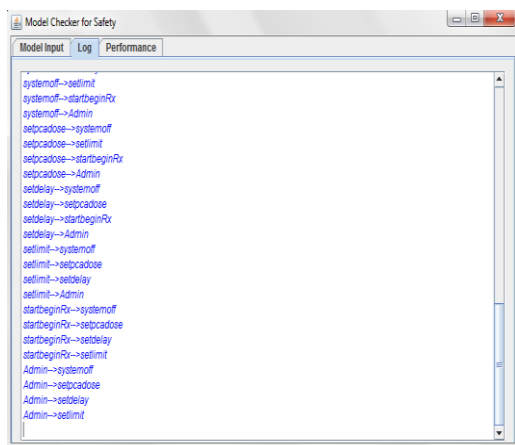 Model Checker for Safety
Model Input Log Performance
systemoff-->setlimit
systemoff-->startbeginRx
systemoff-->Admin
setpcadose-->systemoff
setpcadose-->setlimit
setpcadose-->startbeginRx
setpcadose-->Admin
setdelay-->systemoff
setdelay-->setpcadose
setdelay-->startbeginRx
setdelay-->Admin
setlimit-->systemoff
setlimit-->setpcadose
setlimit-->setdelay
setlimit-->Admin
startbeginRx-->systemoff
startbeginRx-->setpcadose
startbeginRx-->setdelay
startbeginRx-->setlimit
Admin-->systemoff
Admin-->setpcadose
Admin-->setdelay
Admin-->setlimit